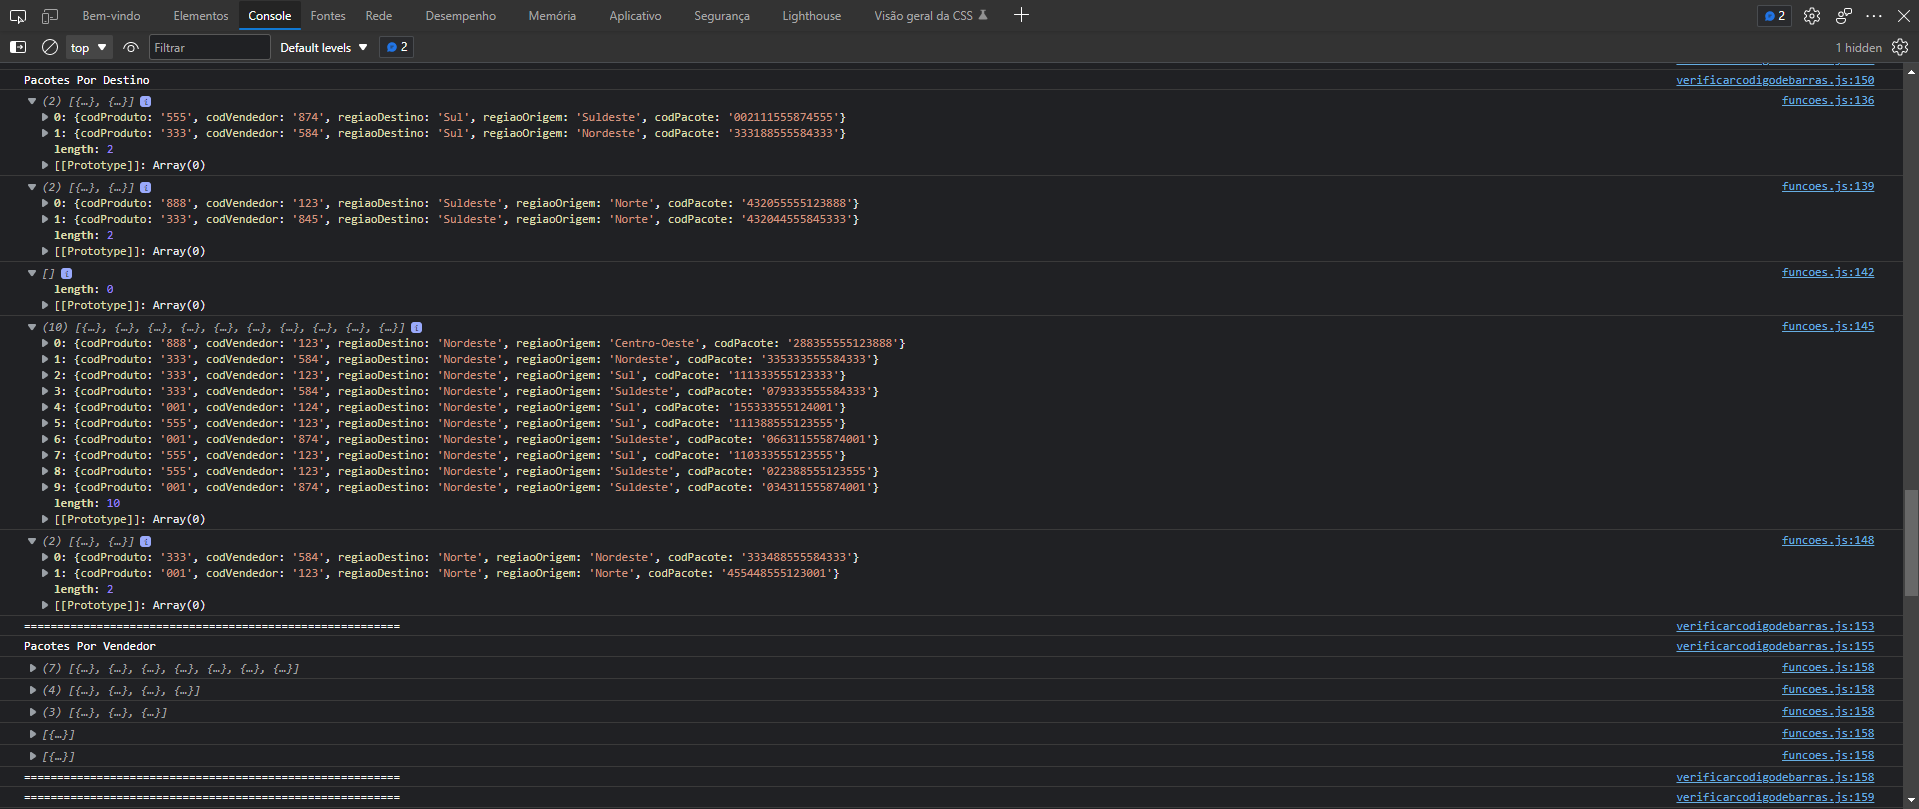 Bem-vindo Elementos Console Fontes Rede Desempenho Memória Aplicativo Segurança Lighthouse Visão geral da CSS 2
top Filtrar Default levels 2 1 hidden
Pacotes Por Destino verificarcodigodebarras.js:150
(2) [{…}, {…}] i funcoes.js:136
0: {codProduto: '555', codVendedor: '874', regiaoDestino: 'Sul', regiaoOrigem: 'Suldeste', codPacote: '002111555874555'}
1: {codProduto: '333', codVendedor: '584', regiaoDestino: 'Sul', regiaoOrigem: 'Nordeste', codPacote: '333188555584333'}
length: 2
[[Prototype]]: Array(0)
(2) [{…}, {…}] i funcoes.js:139
0: {codProduto: '888', codVendedor: '123', regiaoDestino: 'Suldeste', regiaoOrigem: 'Norte', codPacote: '432055555123888'}
1: {codProduto: '333', codVendedor: '845', regiaoDestino: 'Suldeste', regiaoOrigem: 'Norte', codPacote: '432044555845333'}
length: 2
[[Prototype]]: Array(0)
[] i funcoes.js:142
length: 0
[[Prototype]]: Array(0)
(10) [{…}, {…}, {…}, {…}, {…}, {…}, {…}, {…}, {…}, {…}] i funcoes.js:145
0: {codProduto: '888', codVendedor: '123', regiaoDestino: 'Nordeste', regiaoOrigem: 'Centro-Oeste', codPacote: '288355555123888'}
1: {codProduto: '333', codVendedor: '584', regiaoDestino: 'Nordeste', regiaoOrigem: 'Nordeste', codPacote: '335333555584333'}
2: {codProduto: '333', codVendedor: '123', regiaoDestino: 'Nordeste', regiaoOrigem: 'Sul', codPacote: '111333555123333'}
3: {codProduto: '333', codVendedor: '584', regiaoDestino: 'Nordeste', regiaoOrigem: 'Suldeste', codPacote: '079333555584333'}
4: {codProduto: '001', codVendedor: '124', regiaoDestino: 'Nordeste', regiaoOrigem: 'Sul', codPacote: '155333555124001'}
5: {codProduto: '555', codVendedor: '123', regiaoDestino: 'Nordeste', regiaoOrigem: 'Sul', codPacote: '111388555123555'}
6: {codProduto: '001', codVendedor: '874', regiaoDestino: 'Nordeste', regiaoOrigem: 'Suldeste', codPacote: '066311555874001'}
7: {codProduto: '555', codVendedor: '123', regiaoDestino: 'Nordeste', regiaoOrigem: 'Sul', codPacote: '110333555123555'}
8: {codProduto: '555', codVendedor: '123', regiaoDestino: 'Nordeste', regiaoOrigem: 'Suldeste', codPacote: '022388555123555'}
9: {codProduto: '001', codVendedor: '874', regiaoDestino: 'Nordeste', regiaoOrigem: 'Suldeste', codPacote: '034311555874001'}
length: 10
[[Prototype]]: Array(0)
(2) [{…}, {…}] i funcoes.js:148
0: {codProduto: '333', codVendedor: '584', regiaoDestino: 'Norte', regiaoOrigem: 'Nordeste', codPacote: '333488555584333'}
1: {codProduto: '001', codVendedor: '123', regiaoDestino: 'Norte', regiaoOrigem: 'Norte', codPacote: '455448555123001'}
length: 2
[[Prototype]]: Array(0)
========================================================= verificarcodigodebarras.js:153
Pacotes Por Vendedor verificarcodigodebarras.js:155
(7) [{…}, {…}, {…}, {…}, {…}, {…}, {…}] funcoes.js:158
(4) [{…}, {…}, {…}, {…}] funcoes.js:158
(3) [{…}, {…}, {…}] funcoes.js:158
[{…}] funcoes.js:158
[{…}] funcoes.js:158
========================================================= verificarcodigodebarras.js:158
========================================================= verificarcodigodebarras.js:159